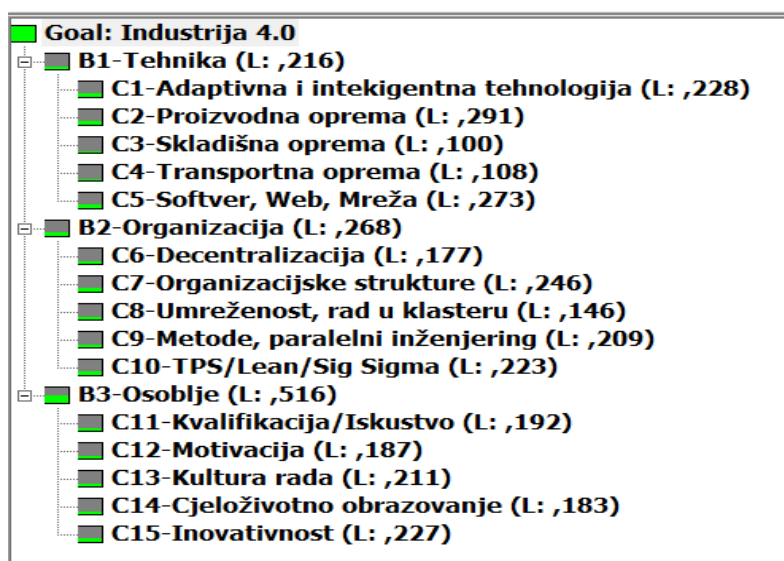 Goal: Industrija 4.0
B1-Tehnika (L: ,216)
C1-Adaptivna i intekigentna tehnologija (L: ,228)
C2-Proizvodna oprema (L: ,291)
C3-Skladišna oprema (L: ,100)
C4-Transportna oprema (L: ,108)
C5-Softver, Web, Mreža (L: ,273)
B2-Organizacija (L: ,268)
C6-Decentralizacija (L: ,177)
C7-Organizacijske strukture (L: ,246)
C8-Umreženost, rad u klasteru (L: ,146)
C9-Metode, paralelni inženjering (L: ,209)
C10-TPS/Lean/Sig Sigma (L: ,223)
B3-Osoblje (L: ,516)
C11-Kvalifikacija/Iskustvo (L: ,192)
C12-Motivacija (L: ,187)
C13-Kultura rada (L: ,211)
C14-Cjeloživotno obrazovanje (L: ,183)
C15-Inovativnost (L: ,227)